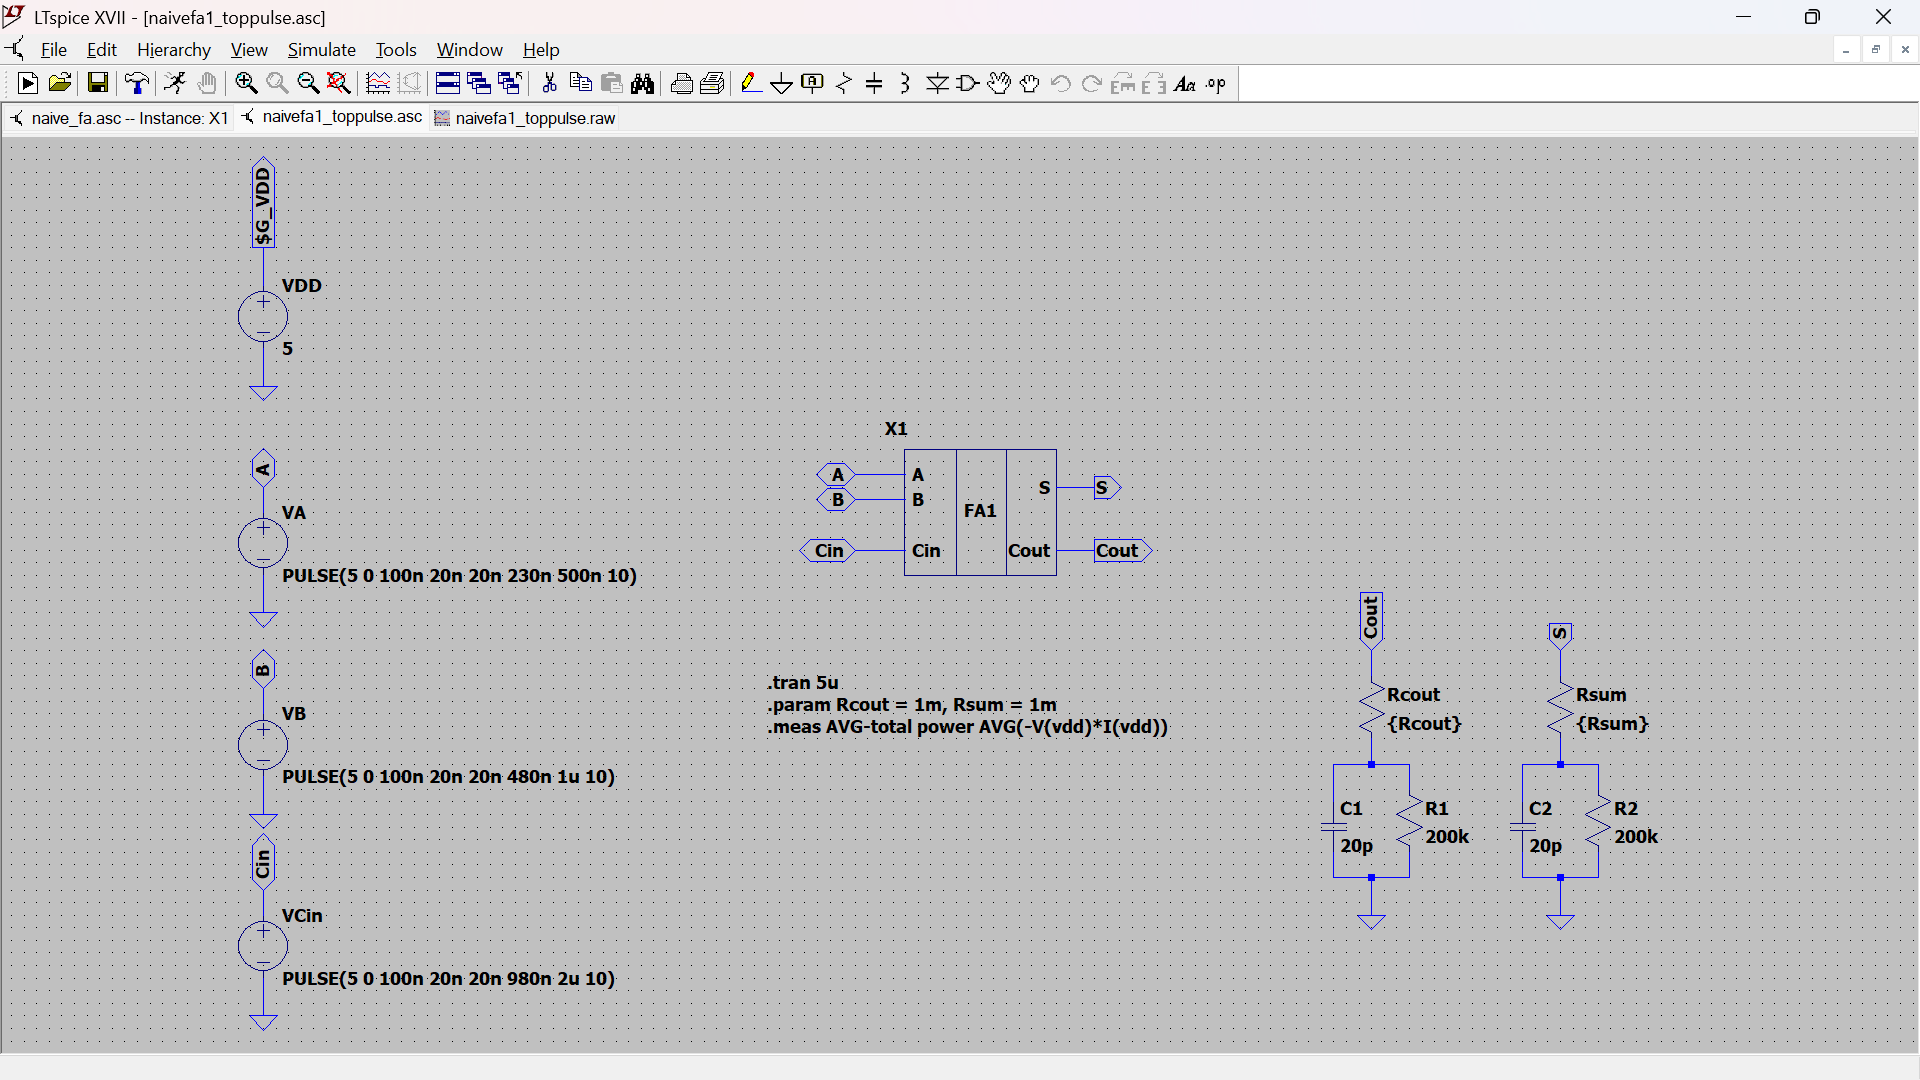 LTspice XVII - [naivefa1_toppulse.asc]
File Edit Hierarchy View Simulate Tools Window Help
.op
naive_fa.asc -- Instance: X1 naivefa1_toppulse.asc naivefa1_toppulse.raw
$G_VDD
VDD
5
A
VA
PULSE(5 0 100n 20n 20n 230n 500n 10)
B
VB
PULSE(5 0 100n 20n 20n 480n 1u 10)
Cin
VCin
PULSE(5 0 100n 20n 20n 980n 2u 10)
X1
A A
B B
Cin Cin
FA1
S S
Cout Cout
.tran 5u
.param Rcout = 1m, Rsum = 1m
.meas AVG-total power AVG(-V(vdd)*I(vdd))
Cout
Rcout
{Rcout}
C1
20p
R1
200k
S
Rsum
{Rsum}
C2
20p
R2
200k